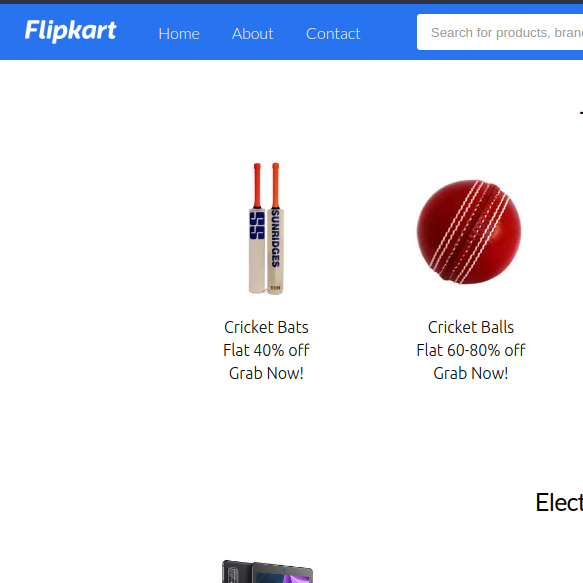 Flipkart
Home
About
Contact
Search for products, bran
SS
SUNRIDGES
TON
Cricket Bats
Flat 40% off
Grab Now!
Cricket Balls
Flat 60-80% off
Grab Now!
Elect